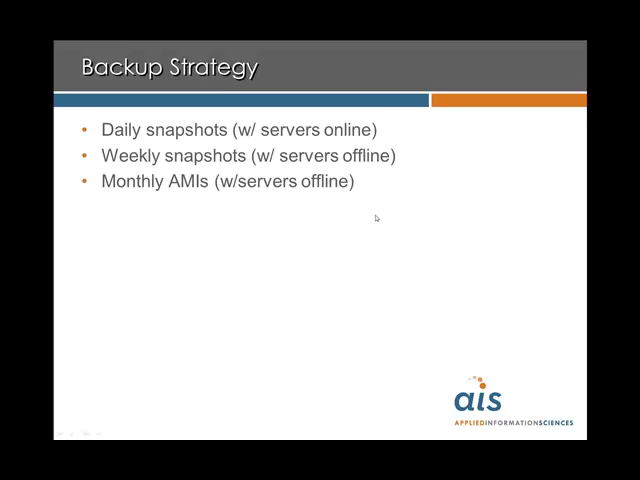 Backup Strategy
• Daily snapshots (w/ servers online)
• Weekly snapshots (w/ servers offline)
• Monthly AMIs (w/servers offline)
ais
APPLIEDINFORMATIONSCIENCES